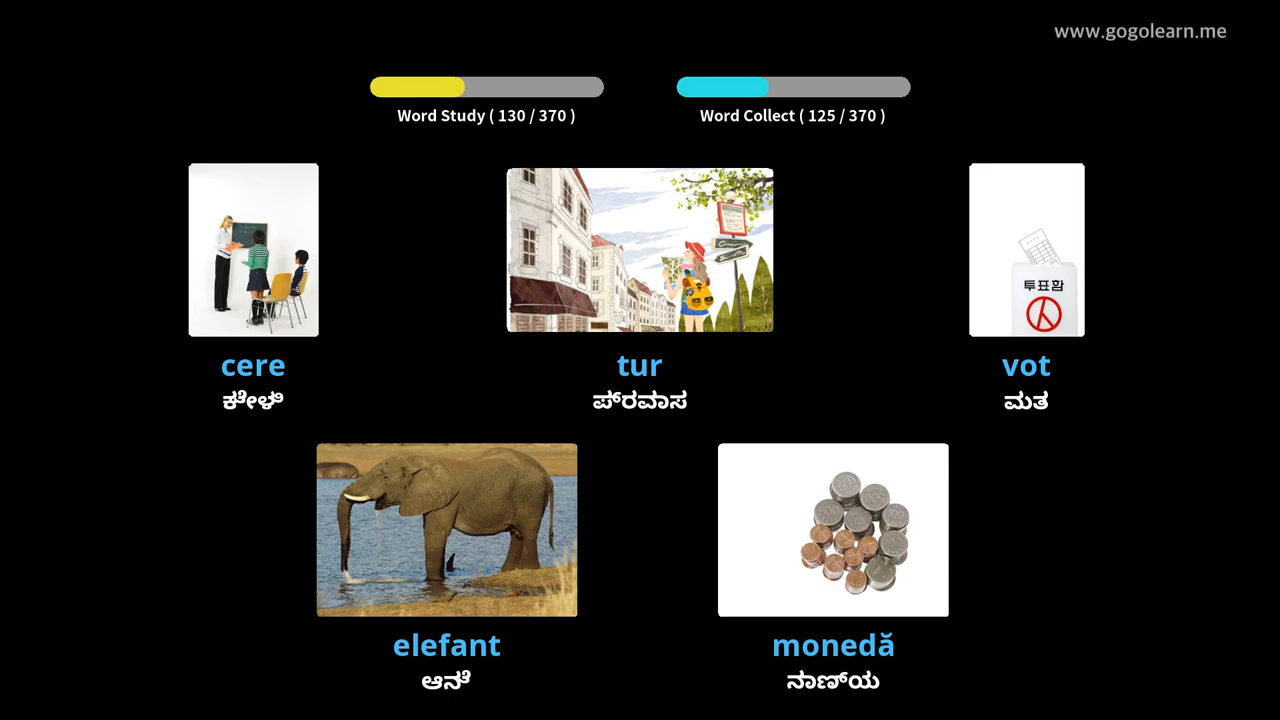 www.gogolearn.me
Word Study ( 130 / 370 )
Word Collect ( 125 / 370 )
투표함
cere
ಕೇಳಿ
tur
ಪ್ರವಾಸ
vot
ಮತ
elefant
ಆನೆ
monedă
ನಾಣ್ಯ